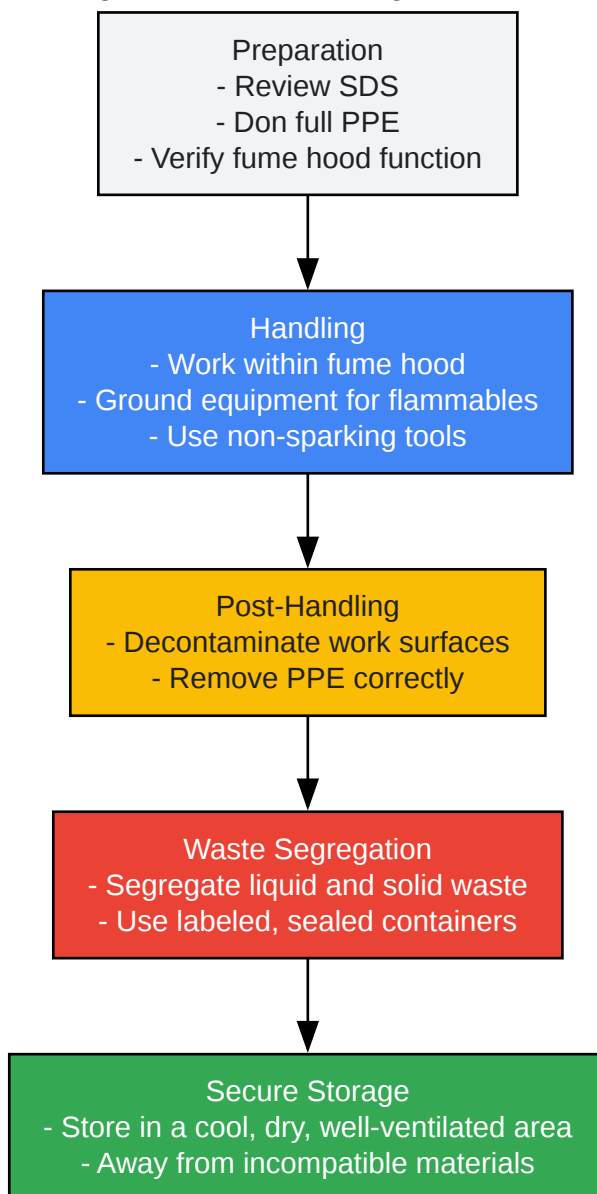 Preparation
- Review SDS
- Don full PPE
- Verify fume hood function
Handling
- Work within fume hood
- Ground equipment for flammables
- Use non-sparking tools
Post-Handling
- Decontaminate work surfaces
- Remove PPE correctly
Waste Segregation
- Segregate liquid and solid waste
- Use labeled, sealed containers
Secure Storage
- Store in a cool, dry, well-ventilated area
- Away from incompatible materials